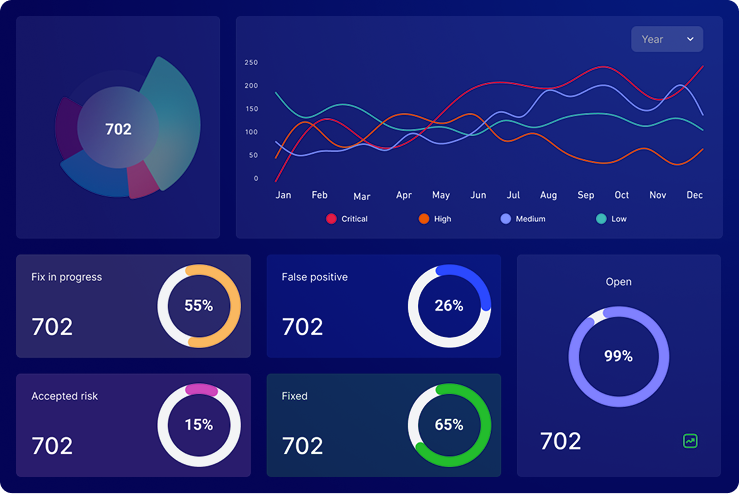 702
Year
250
200
150
100
50
0
Jan Feb Mar Apr May Jun Jul Aug Sep Oct Nov Dec
Critical High Medium Low
Fix in progress
702
55%
False positive
702
26%
Open
99%
702
Accepted risk
702
15%
Fixed
702
65%